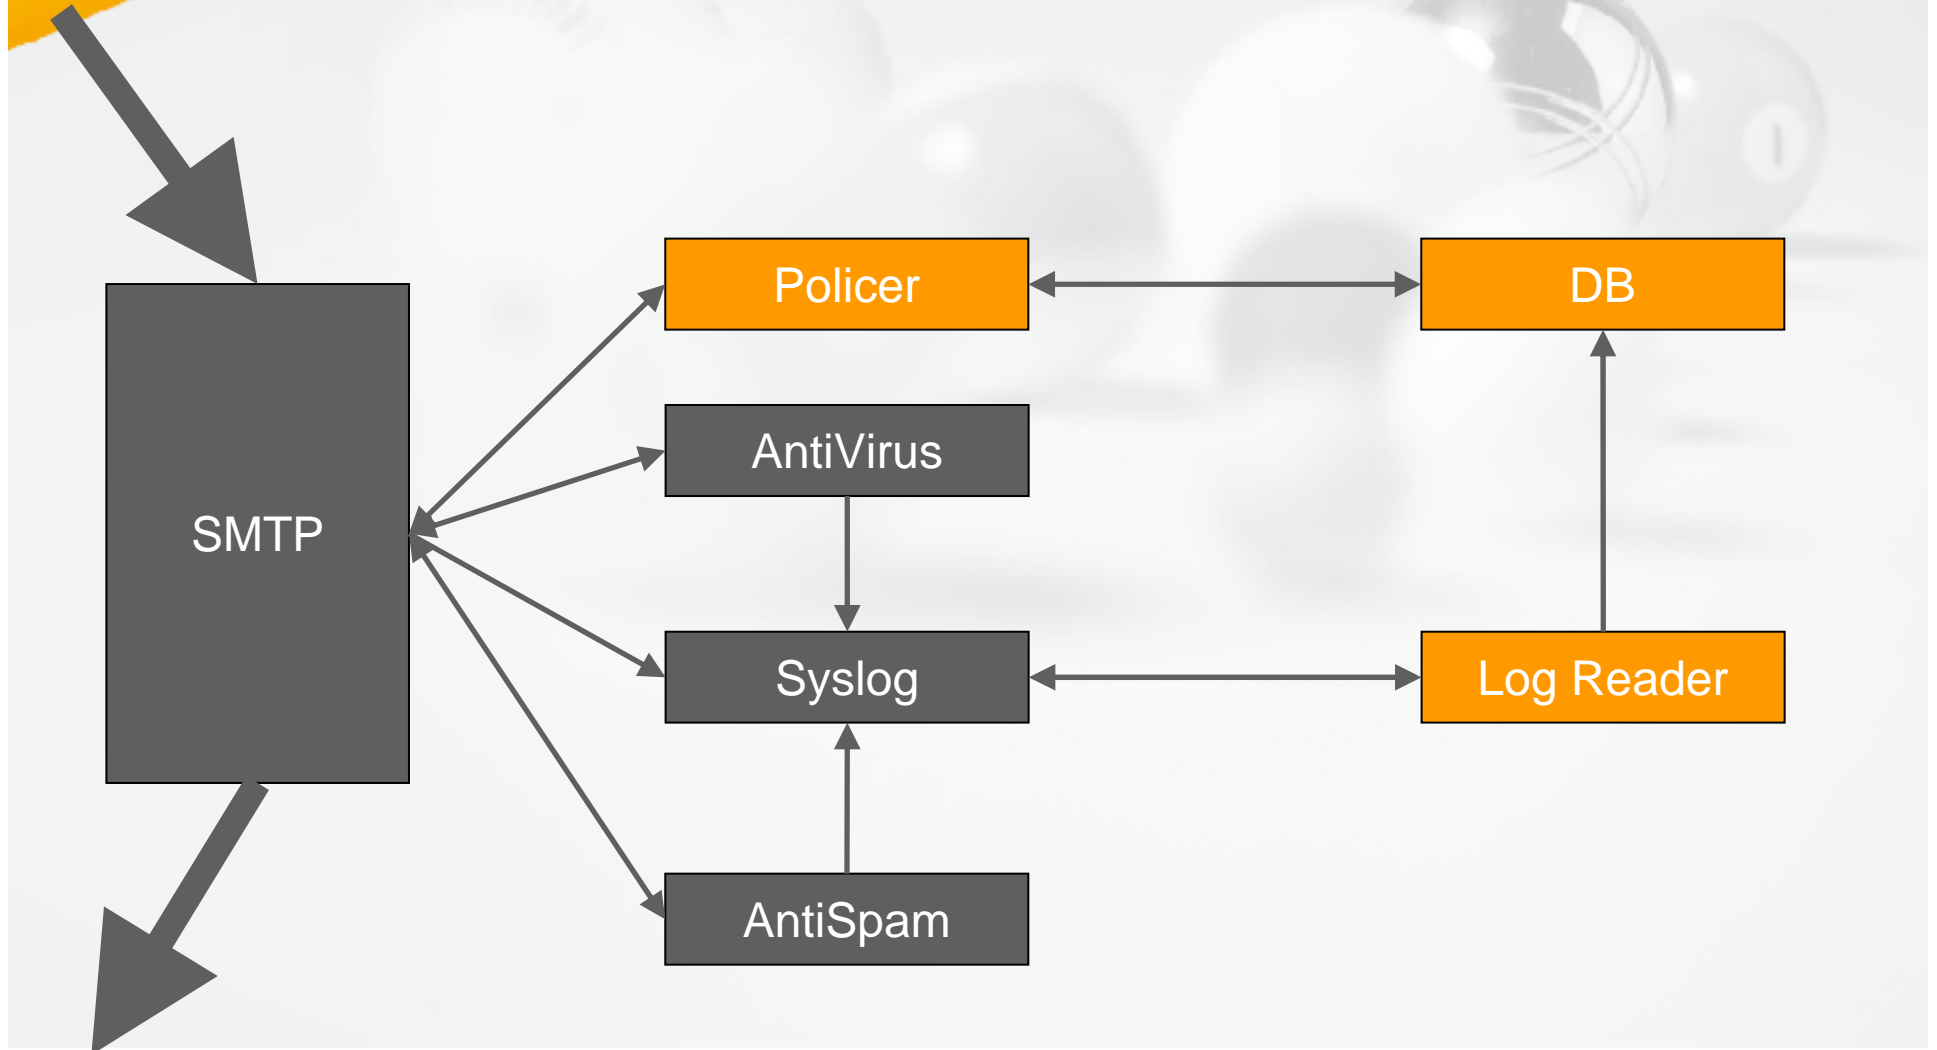 Policer
DB
AntiVirus
SMTP
Syslog
Log Reader
AntiSpam